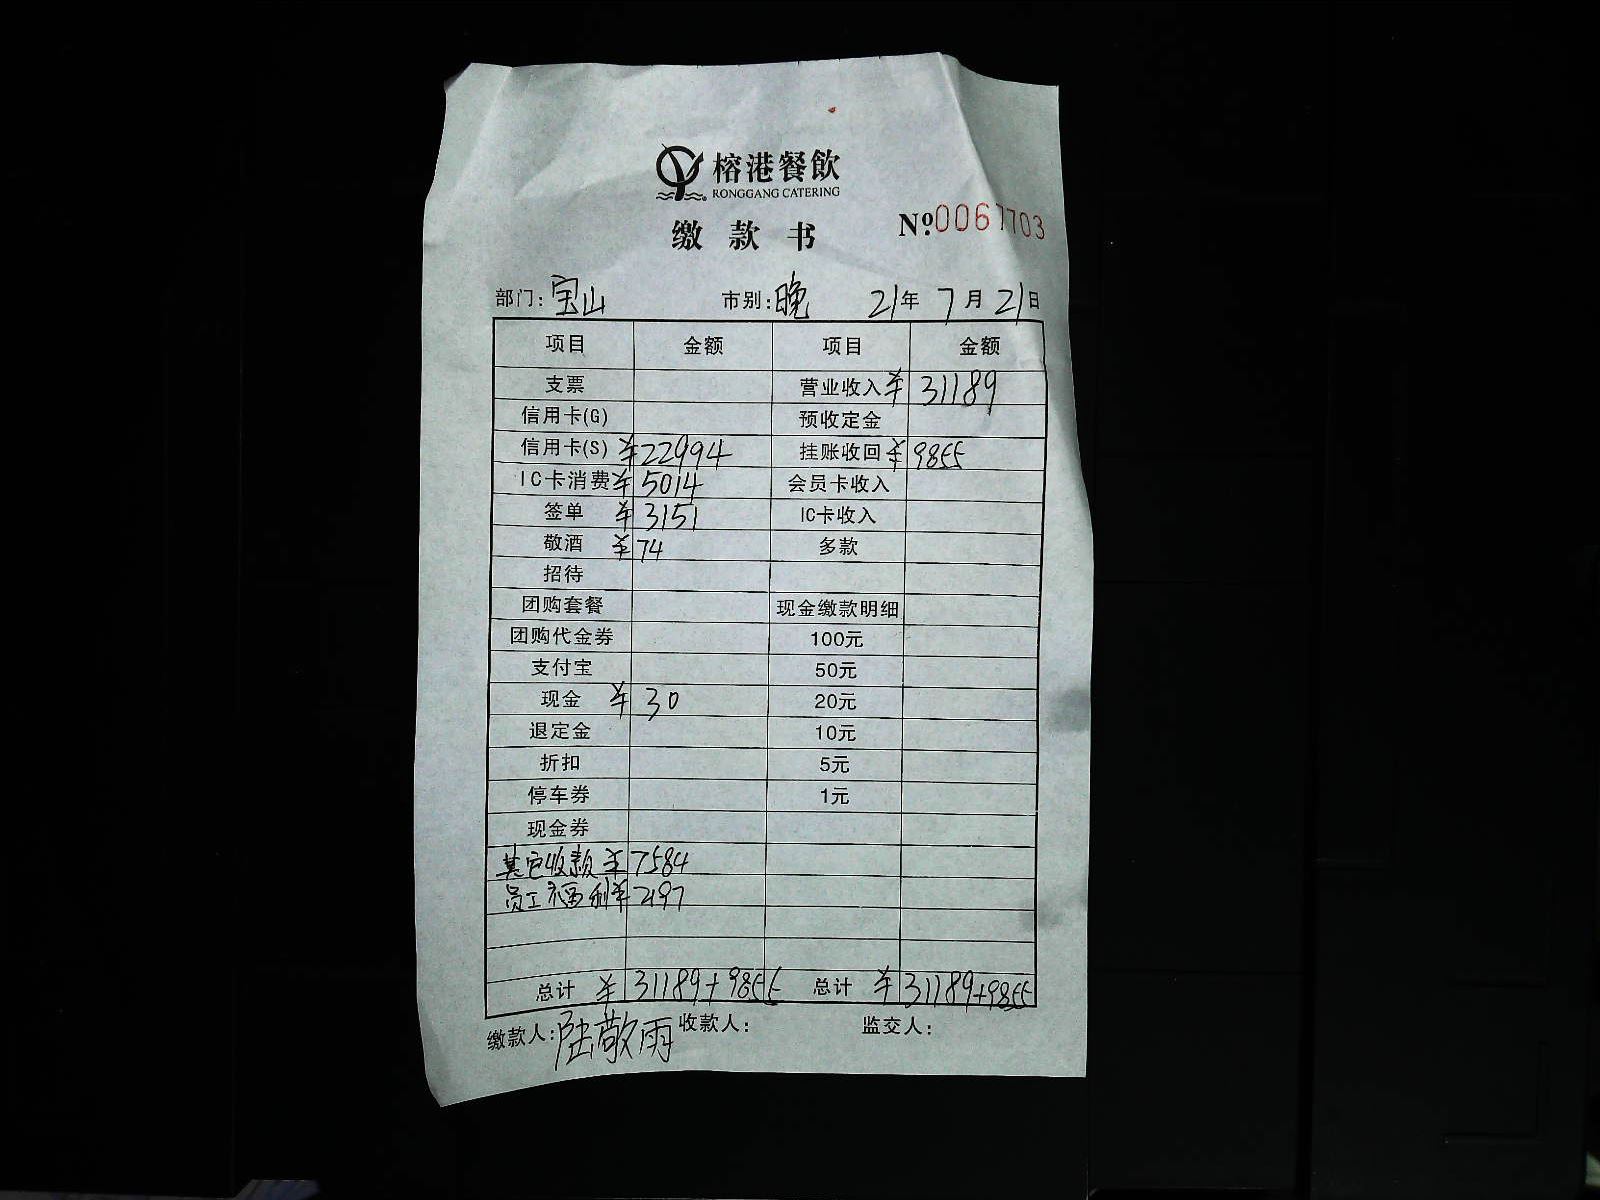 榕港餐飲
RONGGANG CATERING
缴款书
№.0067703
部门:宝山 市别:晚 21年7月21日
项目 金额 项目 金额
支票 营业收入 ¥31189
信用卡(G) 预收定金
信用卡(S) ¥22994 挂账收回 ¥9855
IC卡消费 ¥5014 会员卡收入
签单 ¥3151 IC卡收入
敬酒 ¥74 多款
招待
团购套餐 现金缴款明细
团购代金券 100元
支付宝 50元
现金 ¥30 20元
退定金 10元
折扣 5元
停车券 1元
现金券
其它收款 ¥7584
员工福利 ¥2197
总计 ¥31189+9855 总计 ¥31189+9855
缴款人:陆敬雨 收款人: 监交人: